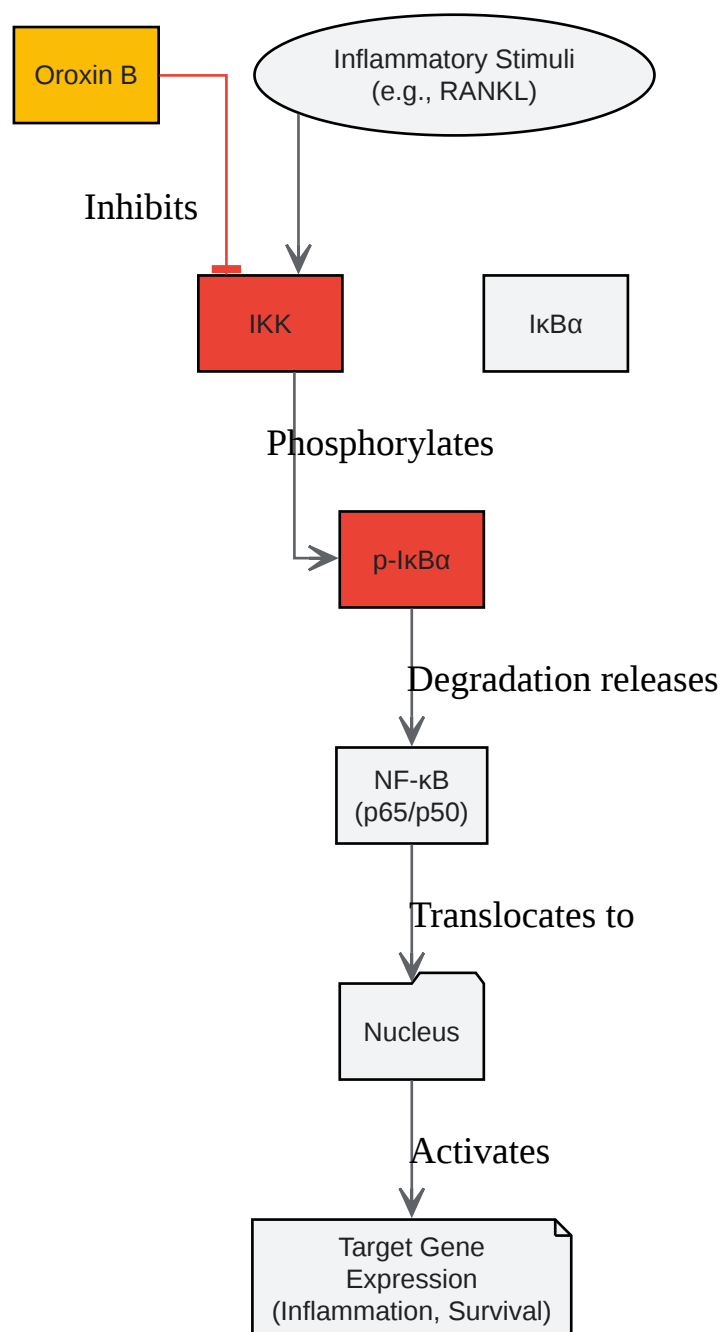 Oroxin B
Inflammatory Stimuli
(e.g., RANKL)
Inhibits
IKK
IκBα
Phosphorylates
p-IκBα
Degradation releases
NF-κB
(p65/p50)
Translocates to
Nucleus
Activates
Target Gene
Expression
(Inflammation, Survival)